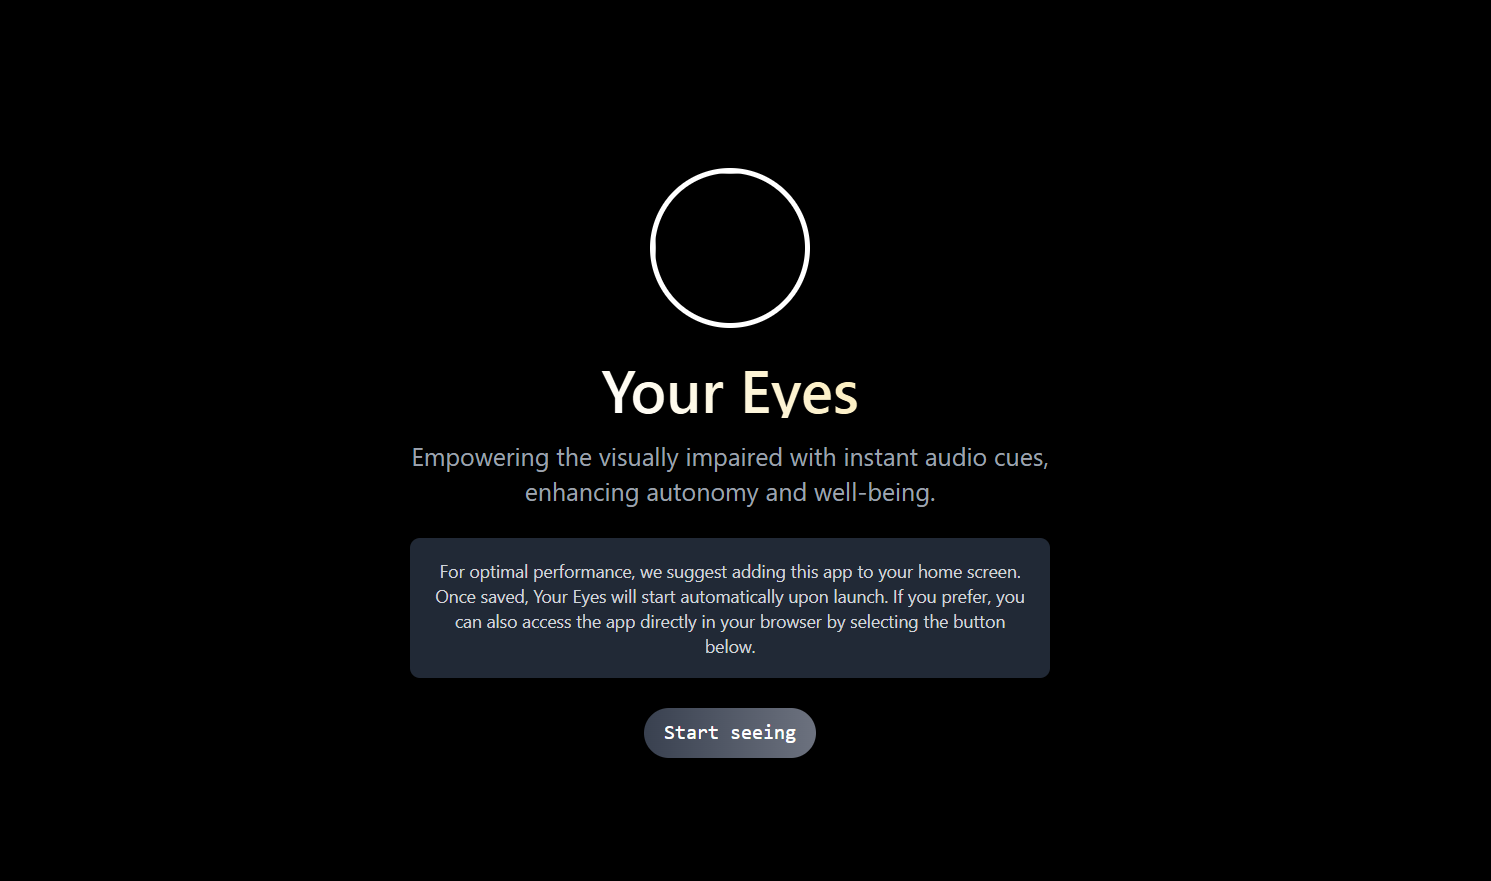 Your Eyes
Empowering the visually impaired with instant audio cues,
enhancing autonomy and well-being.
For optimal performance, we suggest adding this app to your home screen.
Once saved, Your Eyes will start automatically upon launch. If you prefer, you
can also access the app directly in your browser by selecting the button
below.
Start seeing